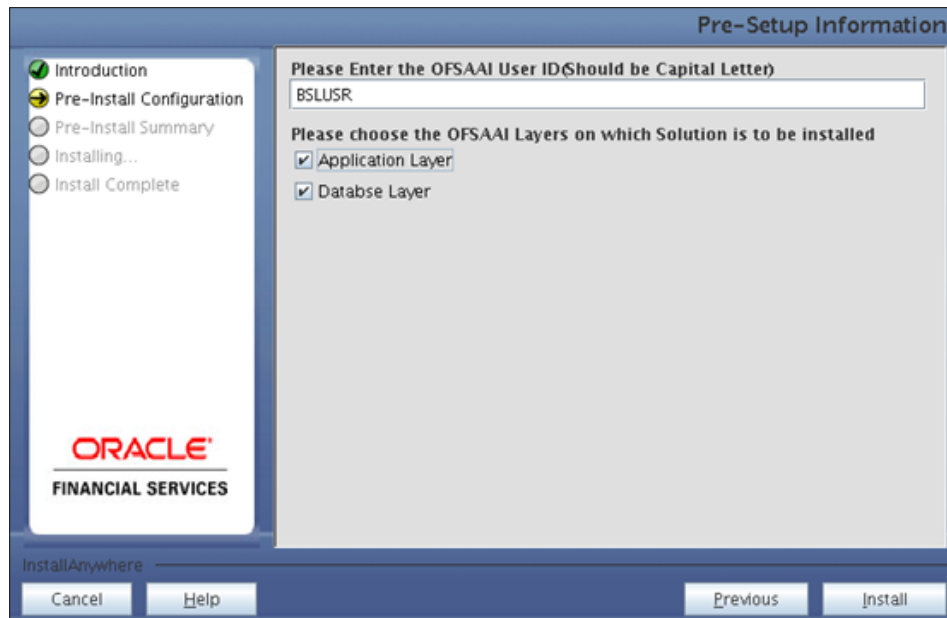 Pre-Setup Information
Introduction
Pre-Install Configuration
Pre-Install Summary
Installing...
Install Complete
ORACLE'
FINANCIAL SERVICES
Please Enter the OFSAAI User ID(Should be Capital Letter)
BSLUSR
Please choose the OFSAAI Layers on which Solution is to be installed
Application Layer
Databse Layer
InstallAnywhere
Cancel
Help
Previous
Install